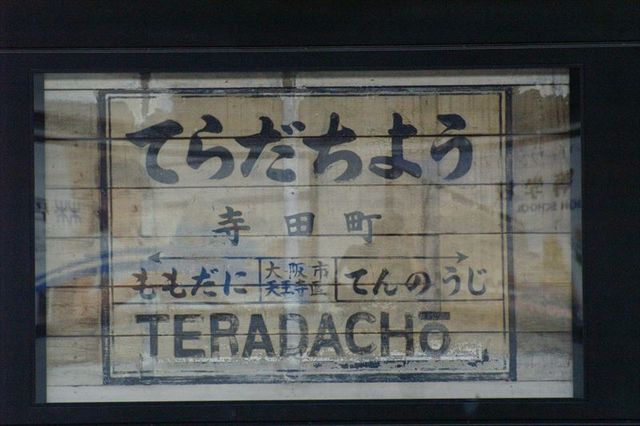 てらだちよう
寺田町
ももだに
大阪市
天王寺区
てんのうじ
TERADACHŌ